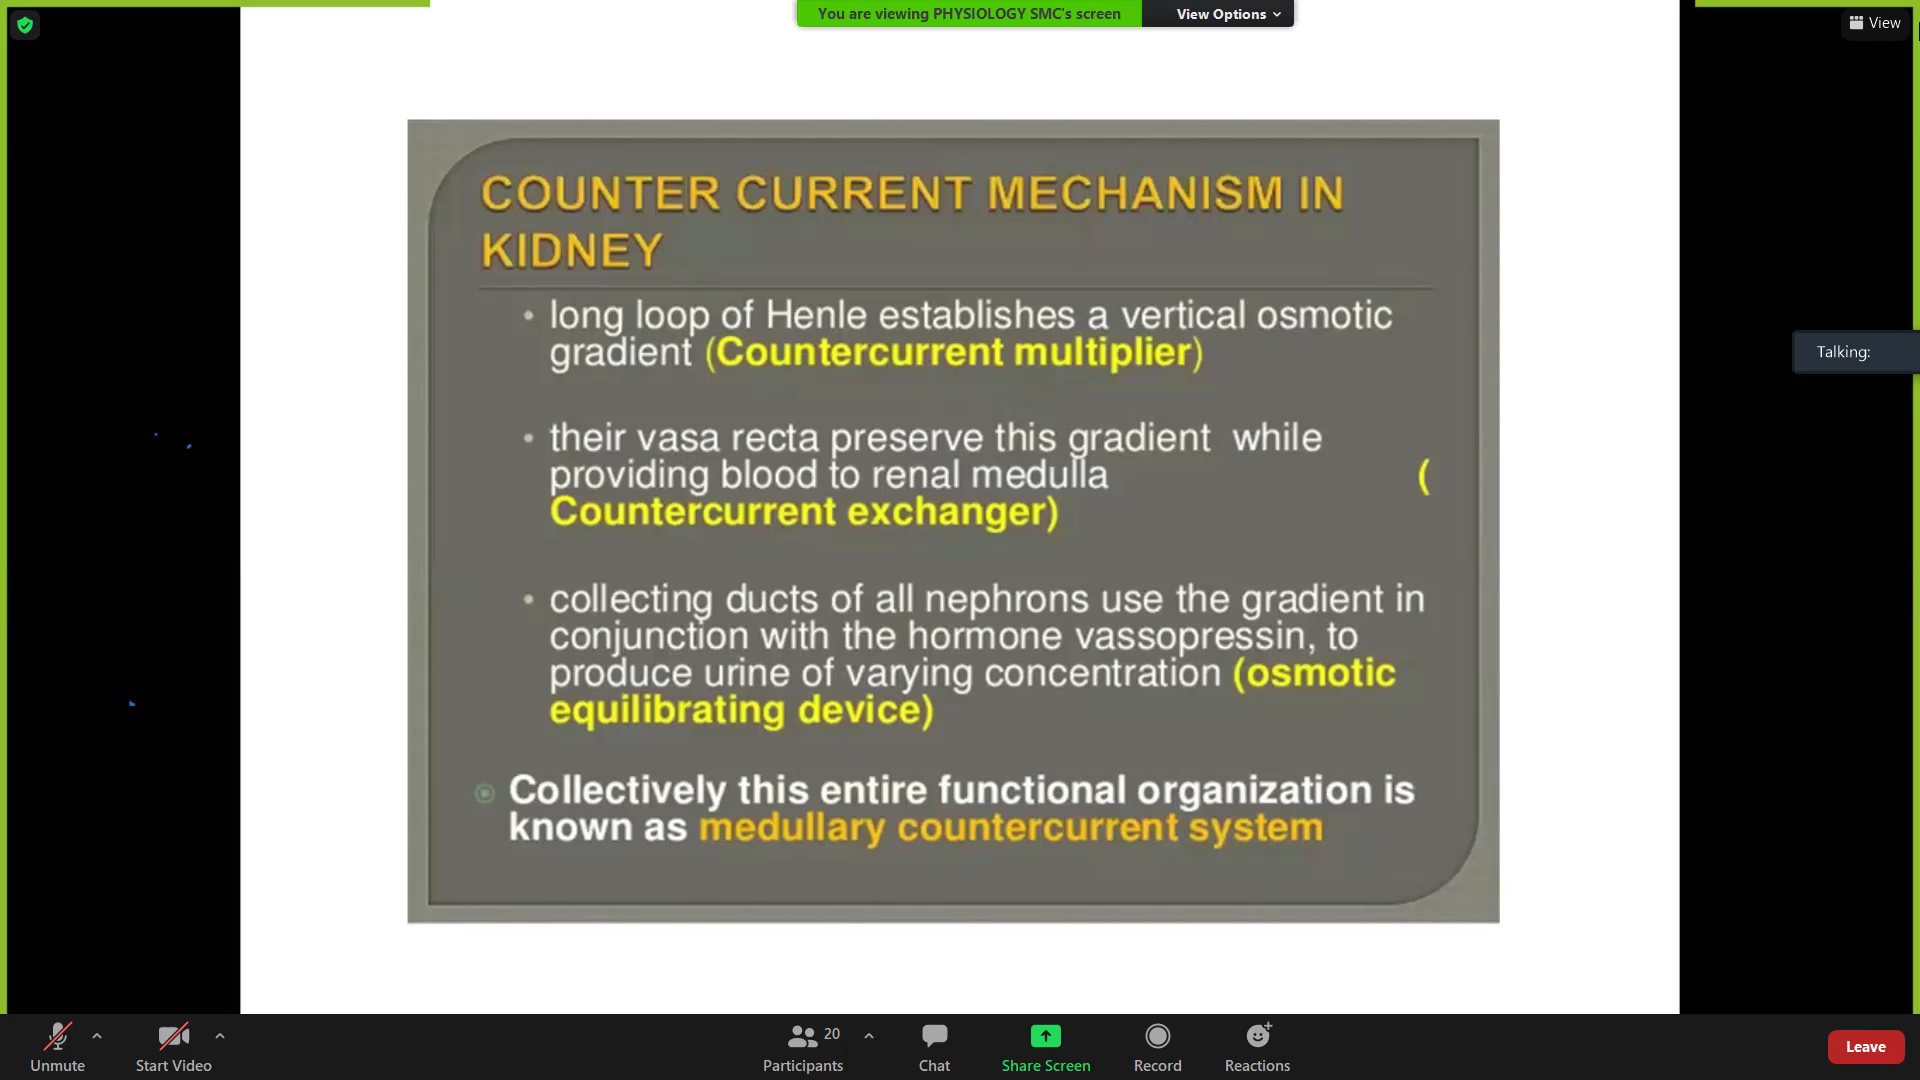 You are viewing PHYSIOLOGY SMC's screen
View Options
View
COUNTER CURRENT MECHANISM IN
KIDNEY
• long loop of Henle establishes a vertical osmotic
gradient (Countercurrent multiplier)
• their vasa recta preserve this gradient while
providing blood to renal medulla (
Countercurrent exchanger)
• collecting ducts of all nephrons use the gradient in
conjunction with the hormone vassopressin, to
produce urine of varying concentration (osmotic
equilibrating device)
Collectively this entire functional organization is
known as medullary countercurrent system
Talking:
Unmute
Start Video
20
Participants
Chat
Share Screen
Record
Reactions
Leave